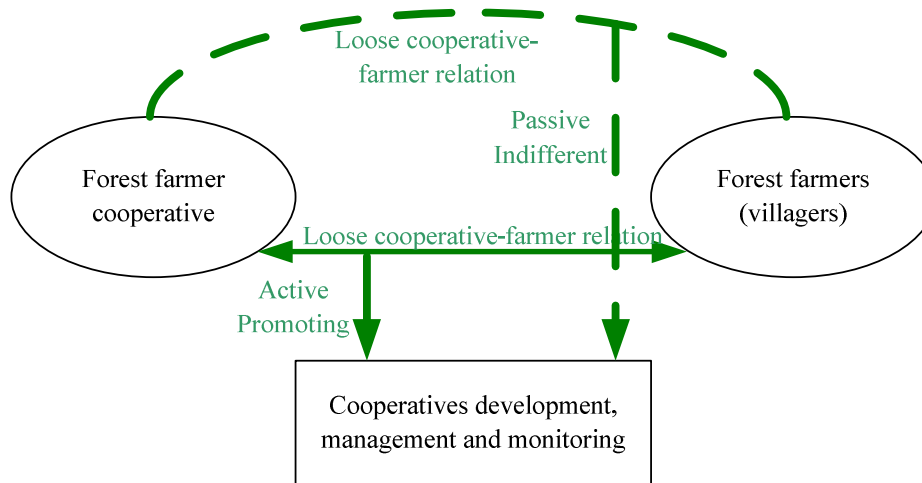 Loose cooperative-
farmer relation
Passive
Indifferent
Forest farmer
cooperative
Forest farmers
(villagers)
Loose cooperative-farmer relation
Active
Promoting
Cooperatives development,
management and monitoring